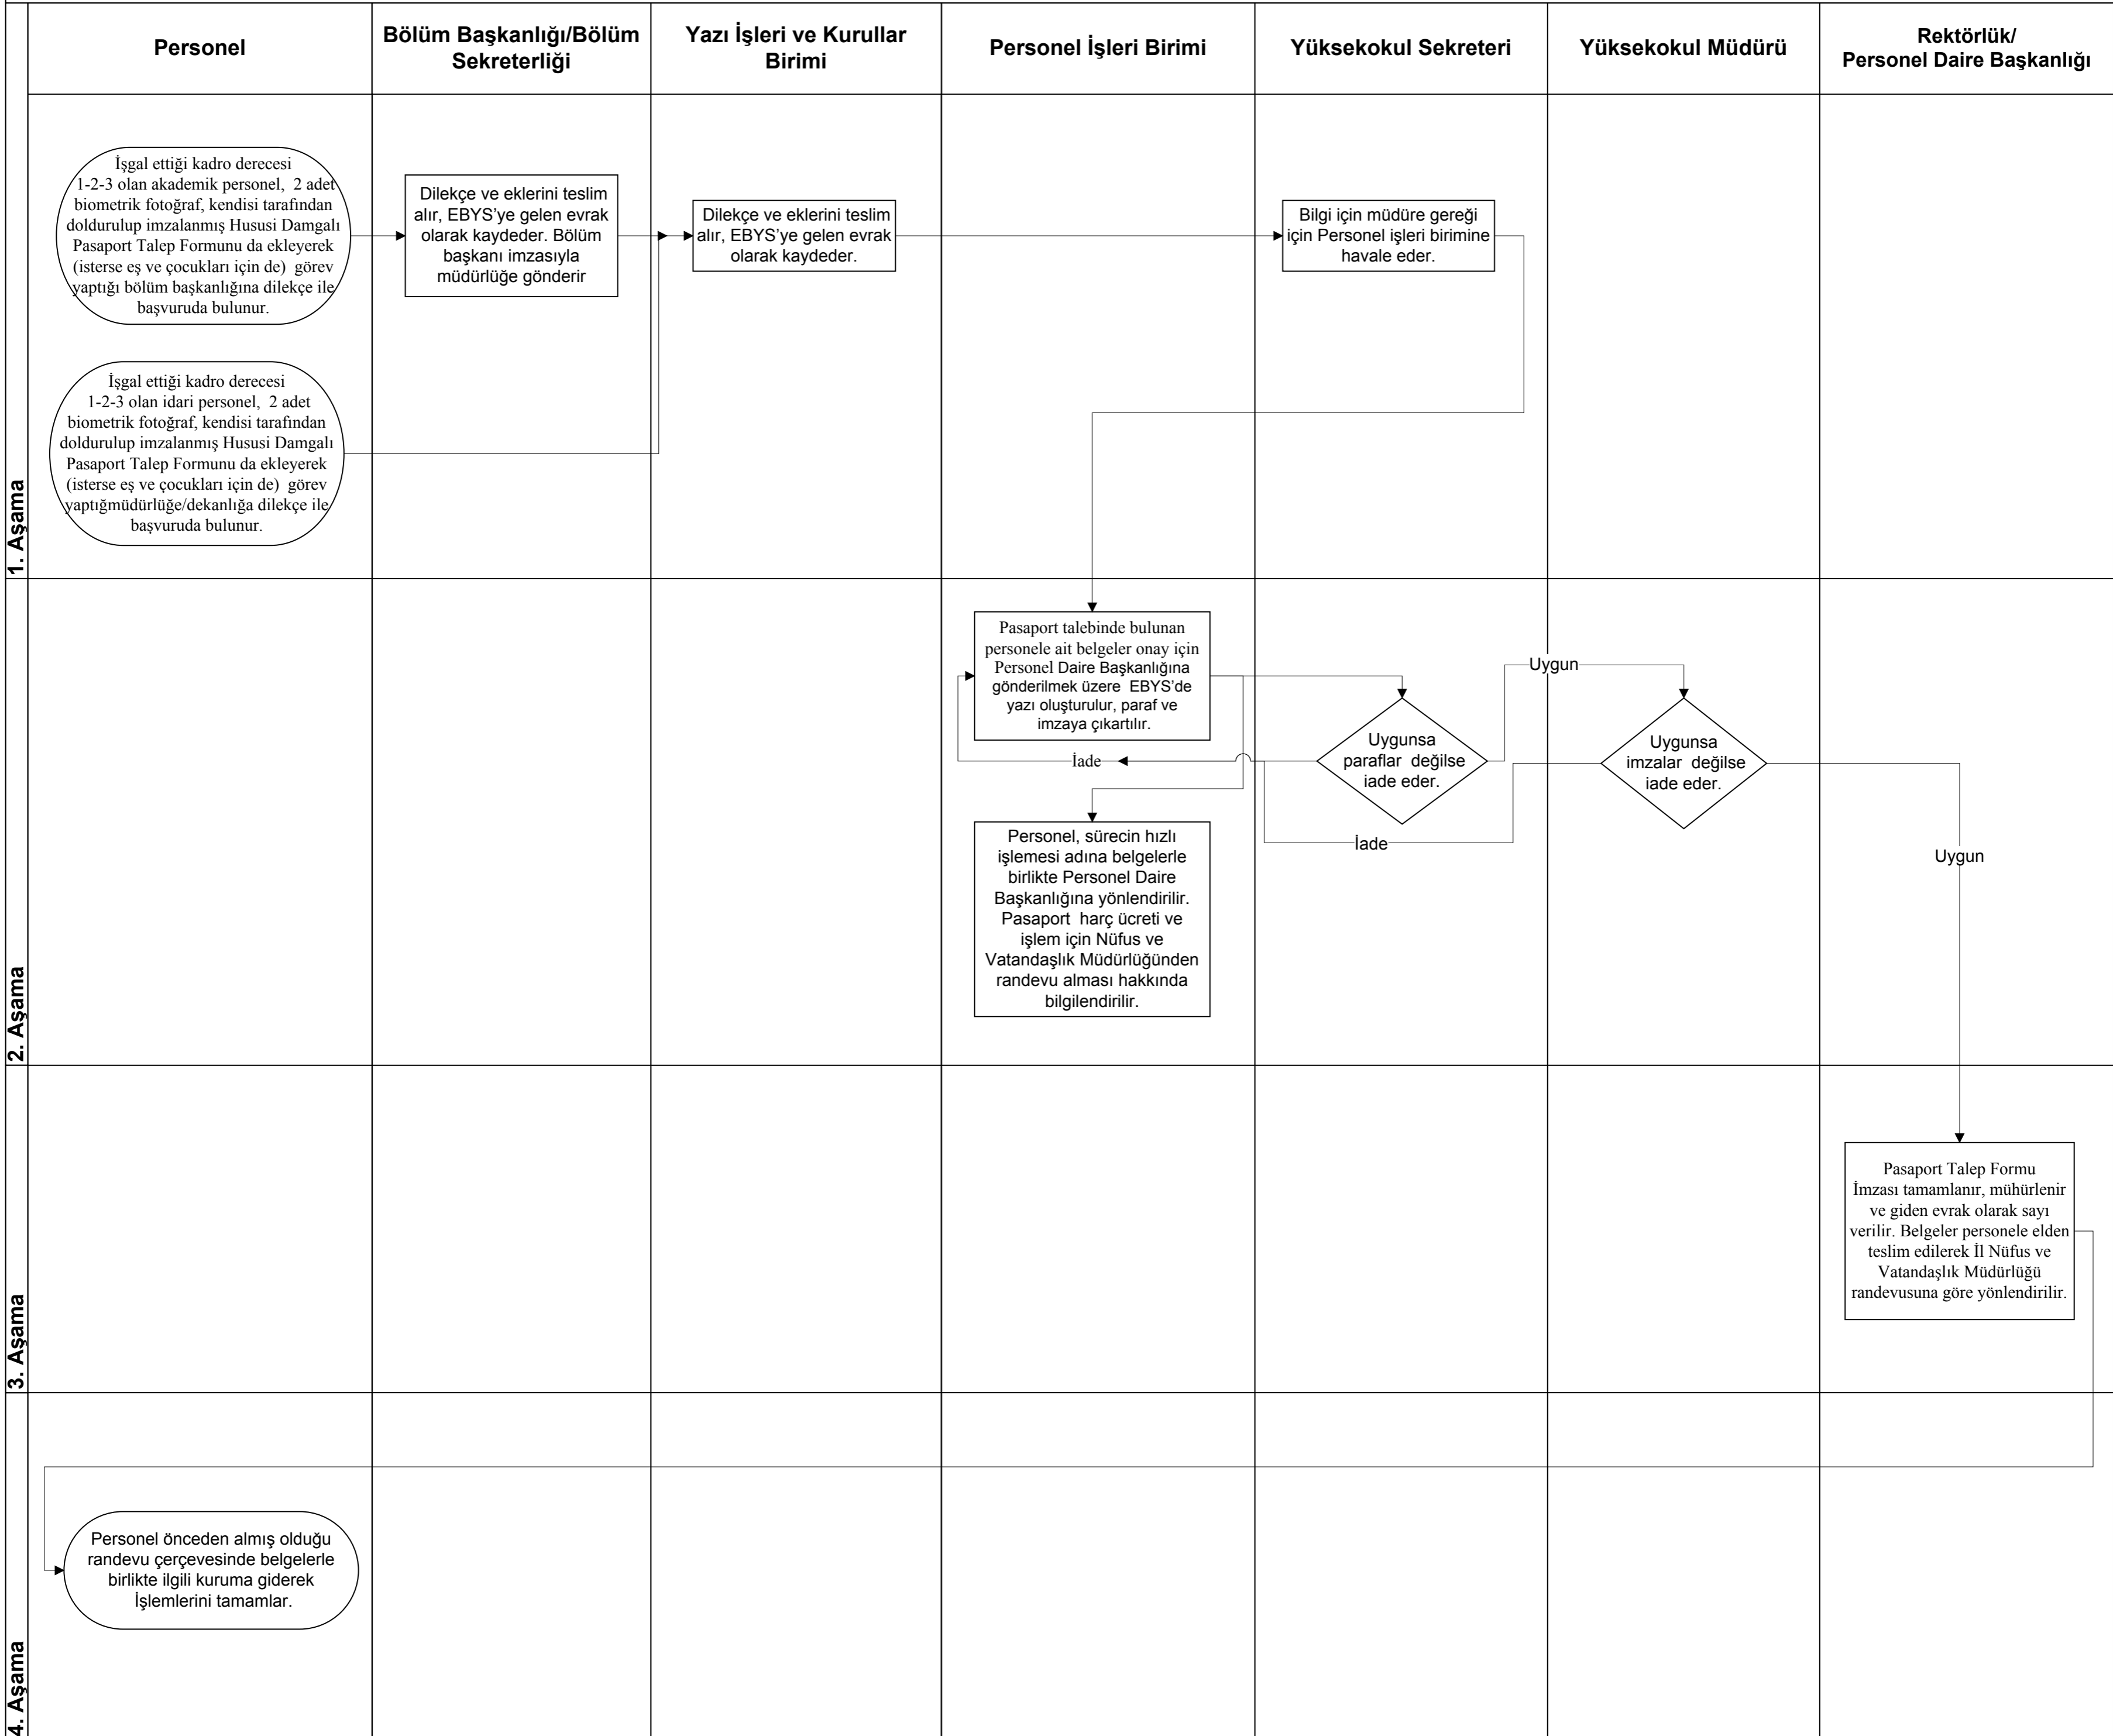 Personel
Bölüm Başkanlığı/Bölüm
Sekreterliği
Yazı İşleri ve Kurullar
Birimi
Personel İşleri Birimi
Yüksekokul Sekreteri
Yüksekokul Müdürü
Rektörlük/
Personel Daire Başkanlığı
1. Aşama
İşgal ettiği kadro derecesi
1-2-3 olan akademik personel, 2 adet
biometrik fotoğraf, kendisi tarafından
doldurulup imzalanmış Hususi Damgalı
Pasaport Talep Formunu da ekleyerek
(isterse eş ve çocukları için de) görev
yaptığı bölüm başkanlığına dilekçe ile
başvuruda bulunur.
Dilekçe ve eklerini teslim
alır, EBYS’ye gelen evrak
olarak kaydeder. Bölüm
başkanı imzasıyla
müdürlüğe gönderir
Dilekçe ve eklerini teslim
alır, EBYS’ye gelen evrak
olarak kaydeder.
Bilgi için müdüre gereği
için Personel işleri birimine
havale eder.
İşgal ettiği kadro derecesi
1-2-3 olan idari personel, 2 adet
biometrik fotoğraf, kendisi tarafından
doldurulup imzalanmış Hususi Damgalı
Pasaport Talep Formunu da ekleyerek
(isterse eş ve çocukları için de) görev
yaptığmüdürlüğe/dekanlığa dilekçe ile
başvuruda bulunur.
2. Aşama
Pasaport talebinde bulunan
personele ait belgeler onay için
Personel Daire Başkanlığına
gönderilmek üzere EBYS’de
yazı oluşturulur, paraf ve
imzaya çıkartılır.
Uygunsa
paraflar değilse
iade eder.
Uygun
Uygunsa
imzalar değilse
iade eder.
İade
İade
Uygun
Personel, sürecin hızlı
işlemesi adına belgelerle
birlikte Personel Daire
Başkanlığına yönlendirilir.
Pasaport harç ücreti ve
işlem için Nüfus ve
Vatandaşlık Müdürlüğünden
randevu alması hakkında
bilgilendirilir.
3. Aşama
Pasaport Talep Formu
İmzası tamamlanır, mühürlenir
ve giden evrak olarak sayı
verilir. Belgeler personele elden
teslim edilerek İl Nüfus ve
Vatandaşlık Müdürlüğü
randevusuna göre yönlendirilir.
4. Aşama
Personel önceden almış olduğu
randevu çerçevesinde belgelerle
birlikte ilgili kuruma giderek
İşlemlerini tamamlar.